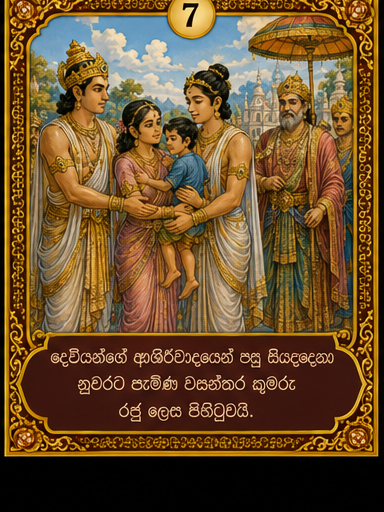 7
දෙවියන්ගේ ආශිර්වාදයෙන් පසු සියදෙනා
නුවරට පැමිණ වසන්තර කුමරු
රජු ලෙස පිහිටුවයි.